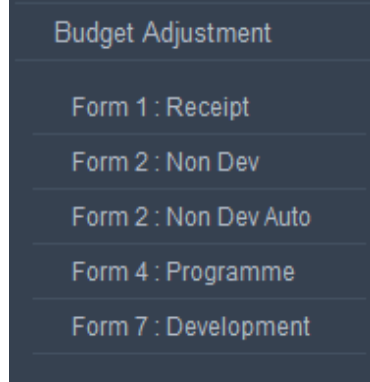 Budget Adjustment
Form 1 : Receipt
Form 2 : Non Dev
Form 2 : Non Dev Auto
Form 4 : Programme
Form 7 : Development